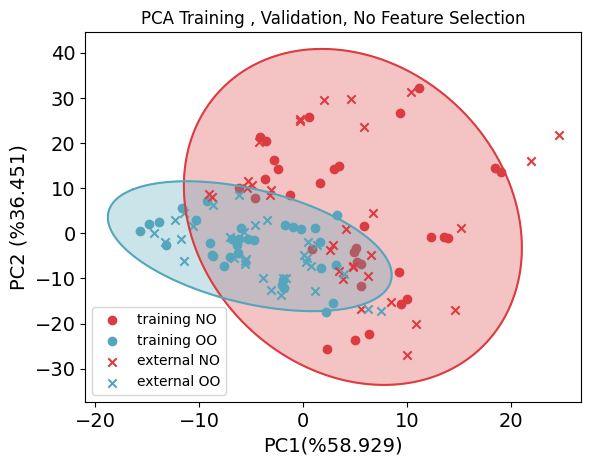 PCA Training , Validation, No Feature Selection
PC2 (%36.451)
40
30
20
10
0
−10
−20
−30
training NO
training OO
external NO
external OO
−20
−10
0
10
20
PC1(%58.929)